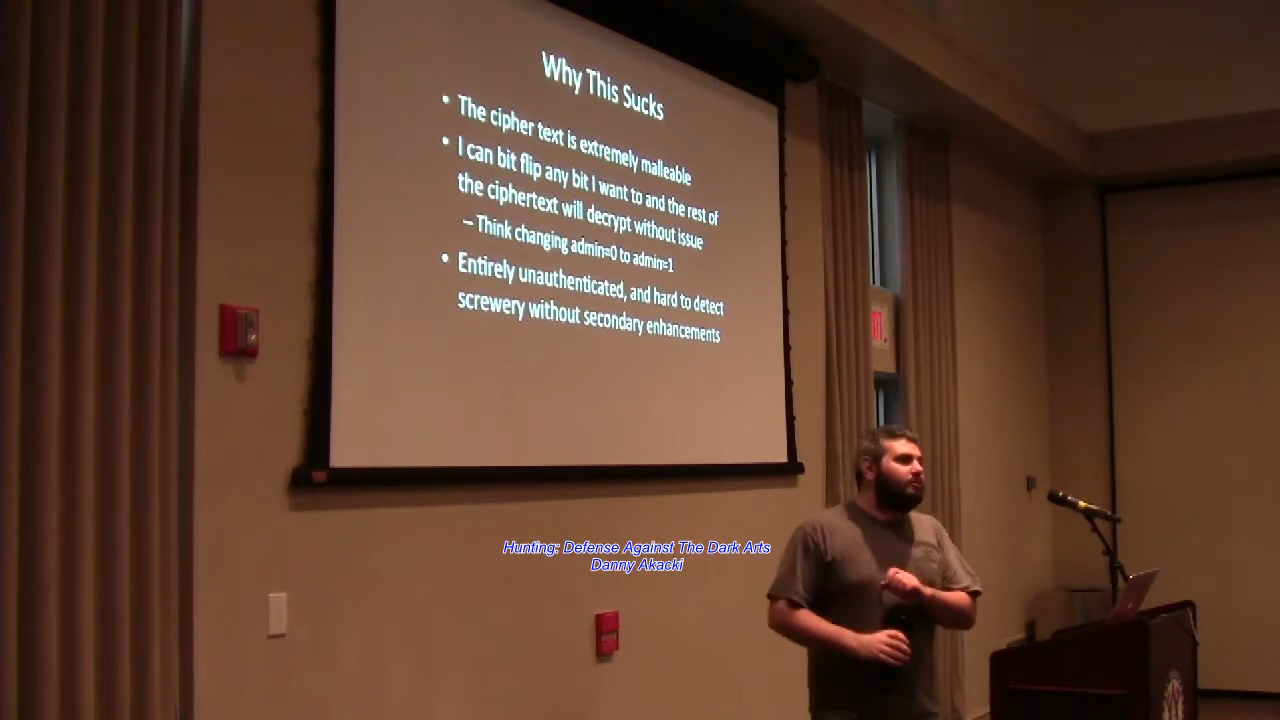 Why This Sucks
• The cipher text is extremely malleable
• I can bit flip any bit I want to and the rest of
the ciphertext will decrypt without issue
– Think changing admin=0 to admin=1
• Entirely unauthenticated, and hard to detect
screwery without secondary enhancements
Hunting: Defense Against The Dark Arts
Danny Akacki